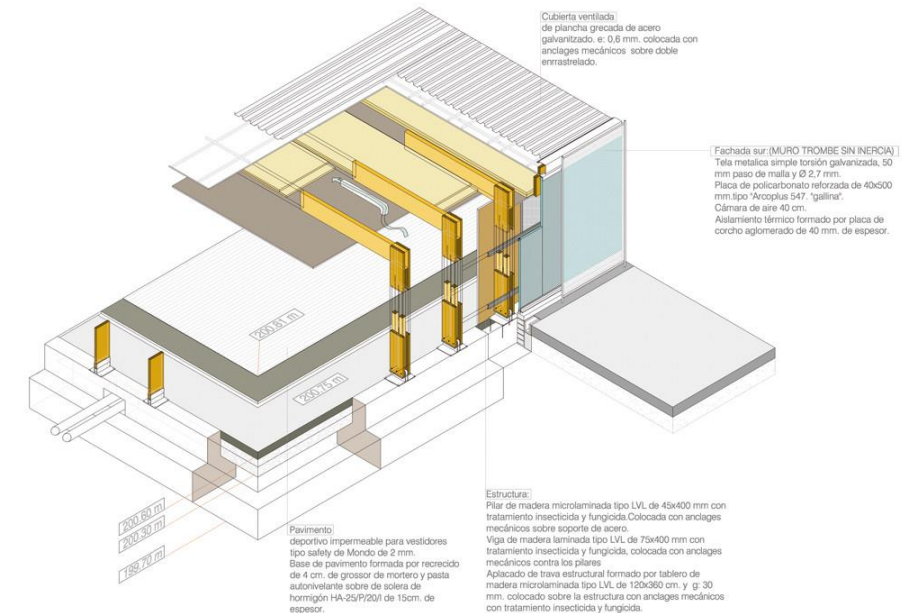 Cubierta ventilada
de plancha grecada de acero
galvanitzado. e: 0,6 mm. colocada con
anclages mecánicos sobre doble
enrrastrelado.
Fachada sur:(MURO TROMBE SIN INERCIA)
Tela metalica simple torsión galvanizada, 50
mm paso de malla y Ø 2,7 mm.
Placa de policarbonato reforzada de 40x500
mm.tipo "Arcoplus 547. "gallina".
Cámara de aire 40 cm.
Aislamiento térmico formado por placa de
corcho aglomerado de 40 mm. de espesor.
200.81 m
200.75 m
200.60 m
200.30 m
199.70 m
Pavimento
deportivo impermeable para vestidores
tipo safety de Mondo de 2 mm.
Base de pavimento formada por recrecido
de 4 cm. de grossor de mortero y pasta
autonivelante sobre de solera de
hormigón HA-25/P/20/I de 15cm. de
espesor.
Estructura:
Pilar de madera microlaminada tipo LVL de 45x400 mm con
tratamiento insecticida y fungicida.Colocada con anclages
mecánicos sobre soporte de acero.
Viga de madera laminada tipo LVL de 75x400 mm con
tratamiento insecticida y fungicida, colocada con anclages
mecánicos contra los pilares
Aplacado de trava estructural formado por tablero de
madera microlaminada tipo LVL de 120x360 cm. y g: 30
mm. colocado sobre la estructura con anclages mecánicos
con tratamiento insecticida y fungicida.